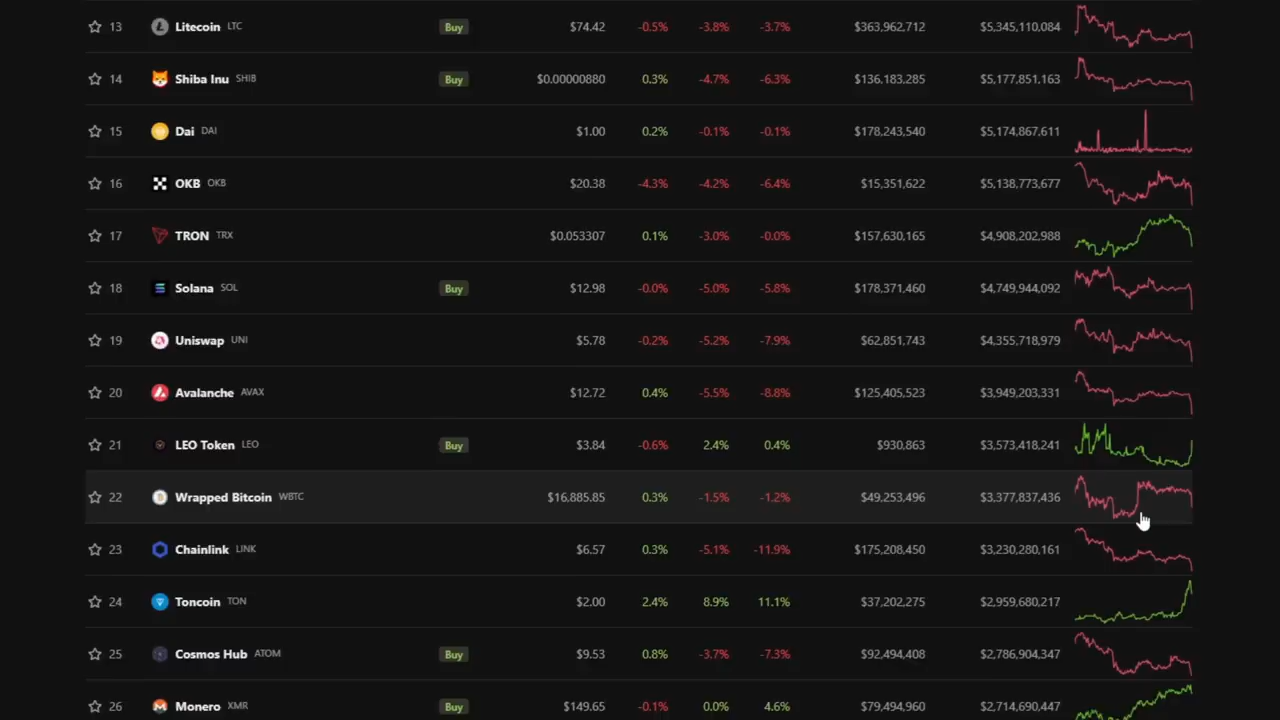 13 Litecoin LTC Buy $74.42 -0.5% -3.8% -3.7% $363,962,712 $5,345,110,084
14 Shiba Inu SHIB Buy $0.00000880 0.3% -4.7% -6.3% $136,183,285 $5,177,851,163
15 Dai DAI $1.00 0.2% -0.1% -0.1% $178,243,540 $5,174,867,611
16 OKB OKB $20.38 -4.3% -4.2% -6.4% $15,351,622 $5,138,773,677
17 TRON TRX $0.053307 0.1% -3.0% -0.0% $157,630,165 $4,908,202,988
18 Solana SOL Buy $12.98 -0.0% -5.0% -5.8% $178,371,460 $4,749,944,092
19 Uniswap UNI $5.78 -0.2% -5.2% -7.9% $62,851,743 $4,355,718,979
20 Avalanche AVAX $12.72 0.4% -5.5% -8.8% $125,405,523 $3,949,203,331
21 LEO Token LEO Buy $3.84 -0.6% 2.4% 0.4% $930,863 $3,573,418,241
22 Wrapped Bitcoin WBTC $16,885.85 0.3% -1.5% -1.2% $49,253,496 $3,377,837,436
23 Chainlink LINK $6.57 0.3% -5.1% -11.9% $175,208,450 $3,230,280,161
24 Toncoin TON $2.00 2.4% 8.9% 11.1% $37,202,275 $2,959,680,217
25 Cosmos Hub ATOM Buy $9.53 0.8% -3.7% -7.3% $92,494,408 $2,786,904,347
26 Monero XMR Buy $149.65 -0.1% 0.0% 4.6% $79,494,960 $2,714,690,447